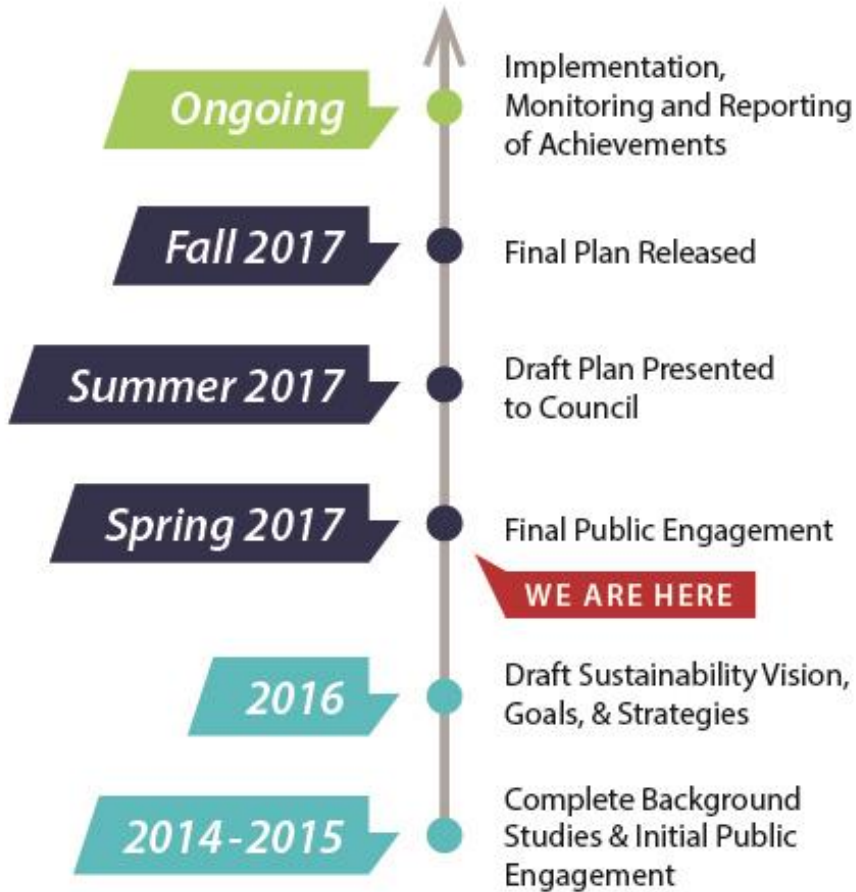 Ongoing
Implementation,
Monitoring and Reporting
of Achievements
Fall 2017
Final Plan Released
Summer 2017
Draft Plan Presented
to Council
Spring 2017
Final Public Engagement
WE ARE HERE
2016
Draft Sustainability Vision,
Goals, & Strategies
2014-2015
Complete Background
Studies & Initial Public
Engagement